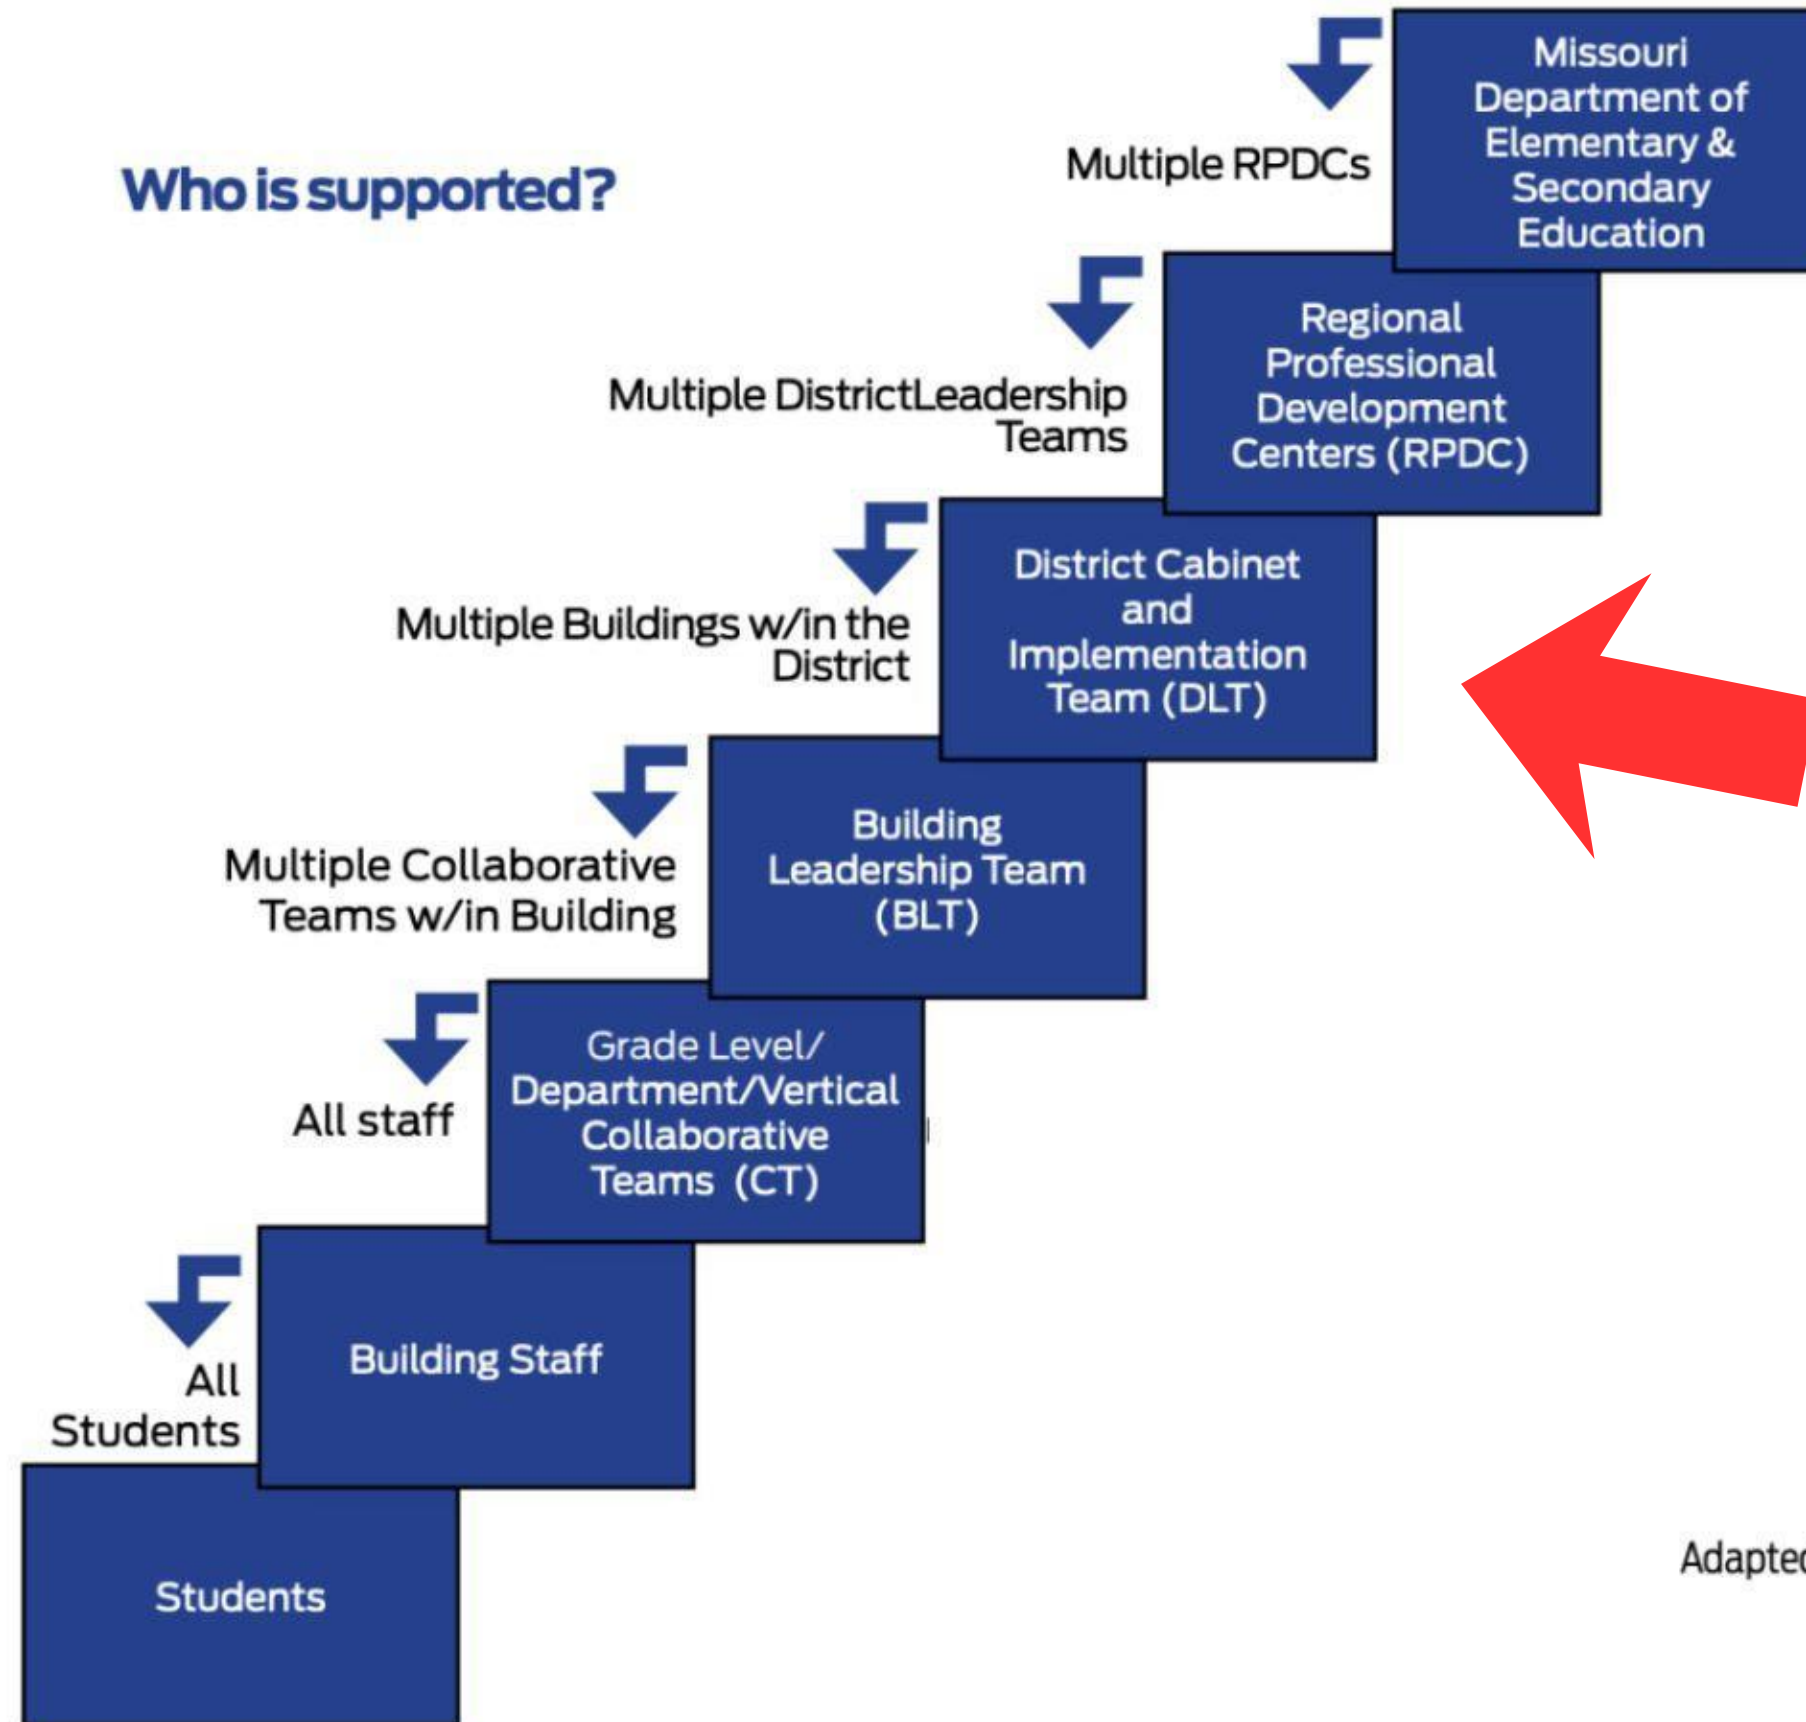 Who is supported?
Multiple RPDCs
Missouri
Department of
Elementary &
Secondary
Education
Multiple DistrictLeadership
Teams
Regional
Professional
Development
Centers (RPDC)
Multiple Buildings w/in the
District
District Cabinet
and
Implementation
Team (DLT)
Multiple Collaborative
Teams w/in Building
Building
Leadership Team
(BLT)
All staff
Grade Level/
Department/Vertical
Collaborative
Teams (CT)
All
Students
Building Staff
Students